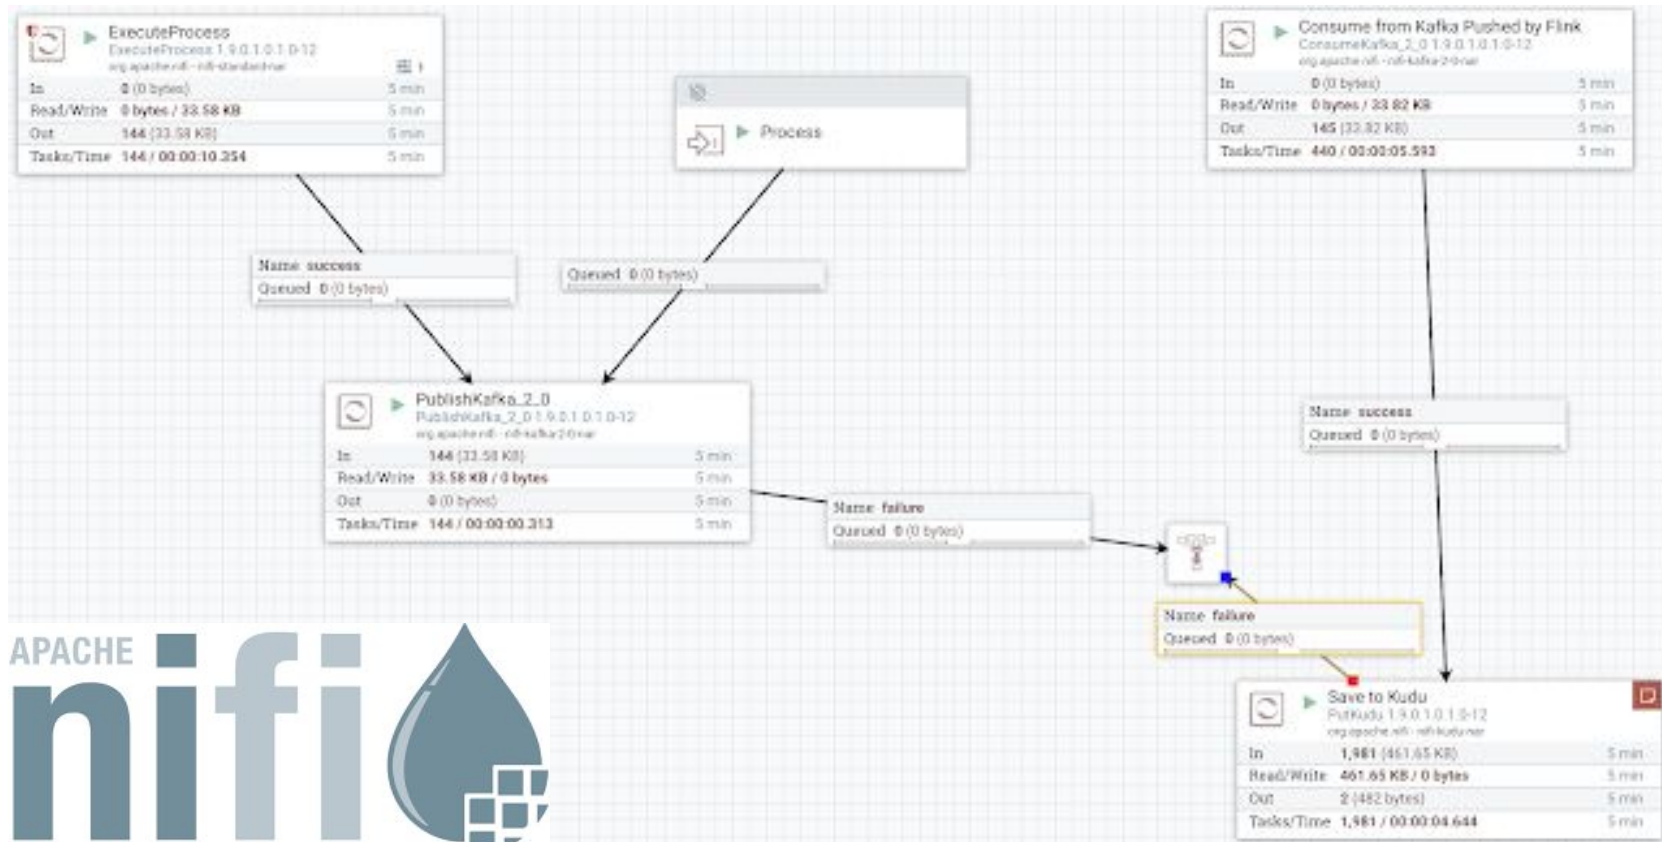 ExecuteProcess
ExecuteProcess 1.9.0.1.0.1.0-12
org.apache.nifi - nifi-standard-nar
1
In 0 (0 bytes) 5 min
Read/Write 0 bytes / 33.58 KB 5 min
Out 144 (33.58 KB) 5 min
Tasks/Time 144 / 00:00:10.354 5 min
Process
Consume from Kafka Pushed by Flink
ConsumeKafka_2_0 1.9.0.1.0.1.0-12
org.apache.nifi - nifi-kafka-2-0-nar
In 0 (0 bytes) 5 min
Read/Write 0 bytes / 33.82 KB 5 min
Out 145 (33.82 KB) 5 min
Tasks/Time 440 / 00:00:05.593 5 min
Name success
Queued 0 (0 bytes)
Queued 0 (0 bytes)
PublishKafka_2_0
PublishKafka_2_0 1.9.0.1.0.1.0-12
org.apache.nifi - nifi-kafka-2-0-nar
In 144 (33.58 KB) 5 min
Read/Write 33.58 KB / 0 bytes 5 min
Out 0 (0 bytes) 5 min
Tasks/Time 144 / 00:00:00.313 5 min
Name success
Queued 0 (0 bytes)
Name failure
Queued 0 (0 bytes)
Name failure
Queued 0 (0 bytes)
Save to Kudu
PutKudu 1.9.0.1.0.1.0-12
org.apache.nifi - nifi-kudu-nar
In 1,981 (461.65 KB) 5 min
Read/Write 461.65 KB / 0 bytes 5 min
Out 2 (482 bytes) 5 min
Tasks/Time 1,981 / 00:00:04.644 5 min
APACHE
nifi